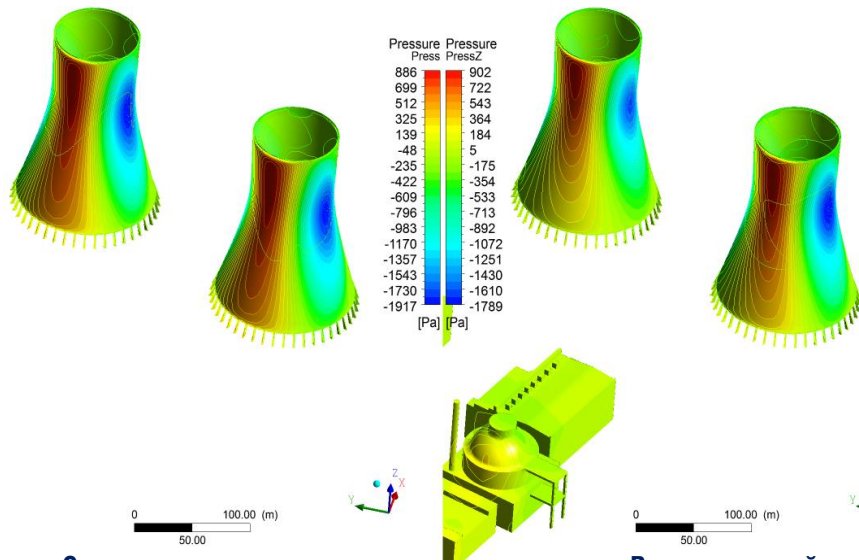 Pressure Pressure
Press PressZ
886 902
699 722
512 543
325 364
139 184
-48 5
-235 -175
-422 -354
-609 -533
-796 -713
-983 -892
-1170 -1072
-1357 -1251
-1543 -1430
-1730 -1610
-1917 -1789
[Pa] [Pa]
Z
X
Y
0 100.00 (m)
50.00
0 100.00 (m)
50.00
Y